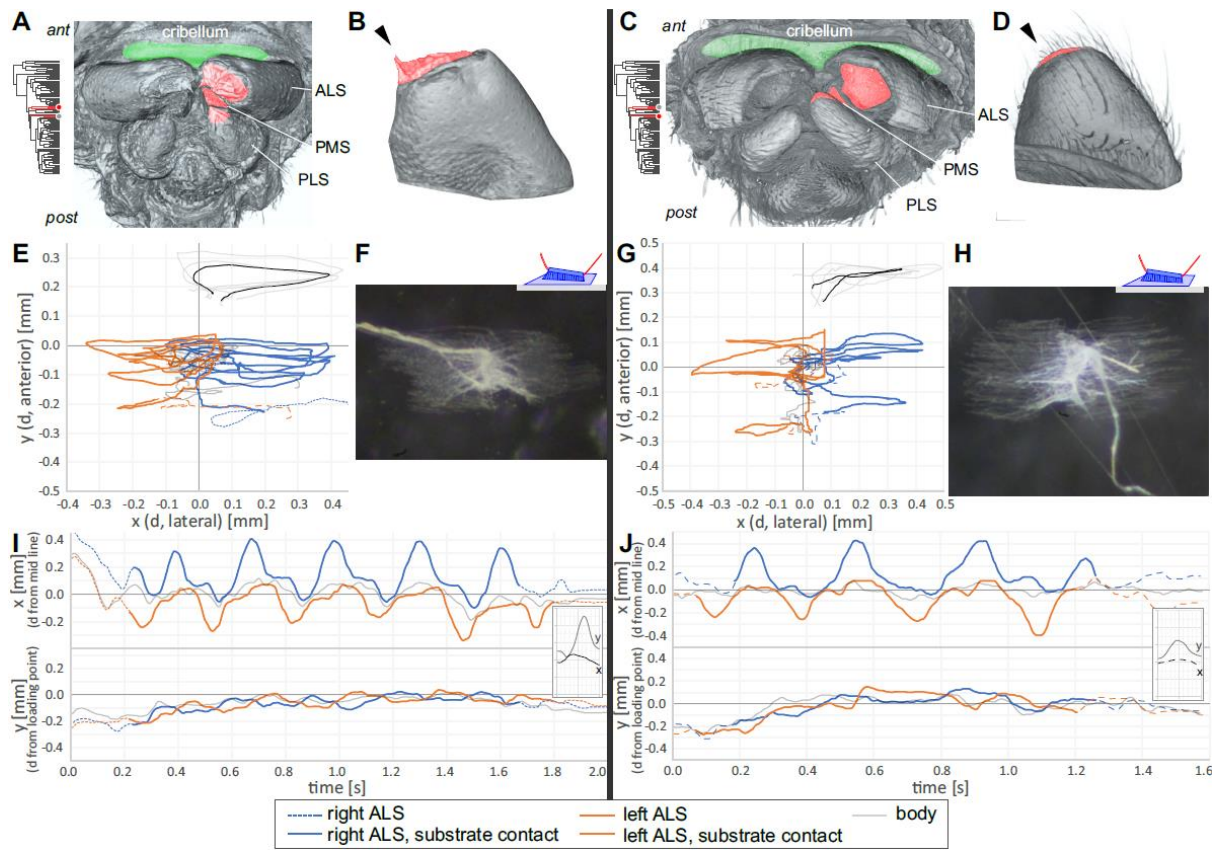 A
ant
cribellum
ALS
PMS
PLS
post
B
C
ant
cribellum
ALS
PMS
PLS
post
D
E
0.3
0.2
0.1
0.0
-0.1
-0.2
-0.3
-0.4
-0.5
y (d, anterior) [mm]
-0.4 -0.3 -0.2 -0.1 0.0 0.1 0.2 0.3 0.4
x (d, lateral) [mm]
F
G
0.5
0.4
0.3
0.2
0.1
0.0
-0.1
-0.2
-0.3
-0.4
-0.5
y (d, anterior) [mm]
-0.5 -0.4 -0.3 -0.2 -0.1 0.0 0.1 0.2 0.3 0.4 0.5
x (d, lateral) [mm]
H
I
x [mm]
(d from mid line)
0.4
0.2
0.0
-0.2
y [mm]
(d from loading point)
0.2
0.0
-0.2
-0.4
y
x
0.0 0.2 0.4 0.6 0.8 1.0 1.2 1.4 1.6 1.8 2.0
time [s]
J
x [mm]
(d from mid line)
0.4
0.2
0.0
-0.2
-0.4
y [mm]
(d from loading point)
0.4
0.2
0.0
-0.2
-0.4
y
x
0.0 0.2 0.4 0.6 0.8 1.0 1.2 1.4 1.6
time [s]
right ALS
left ALS
body
right ALS, substrate contact
left ALS, substrate contact